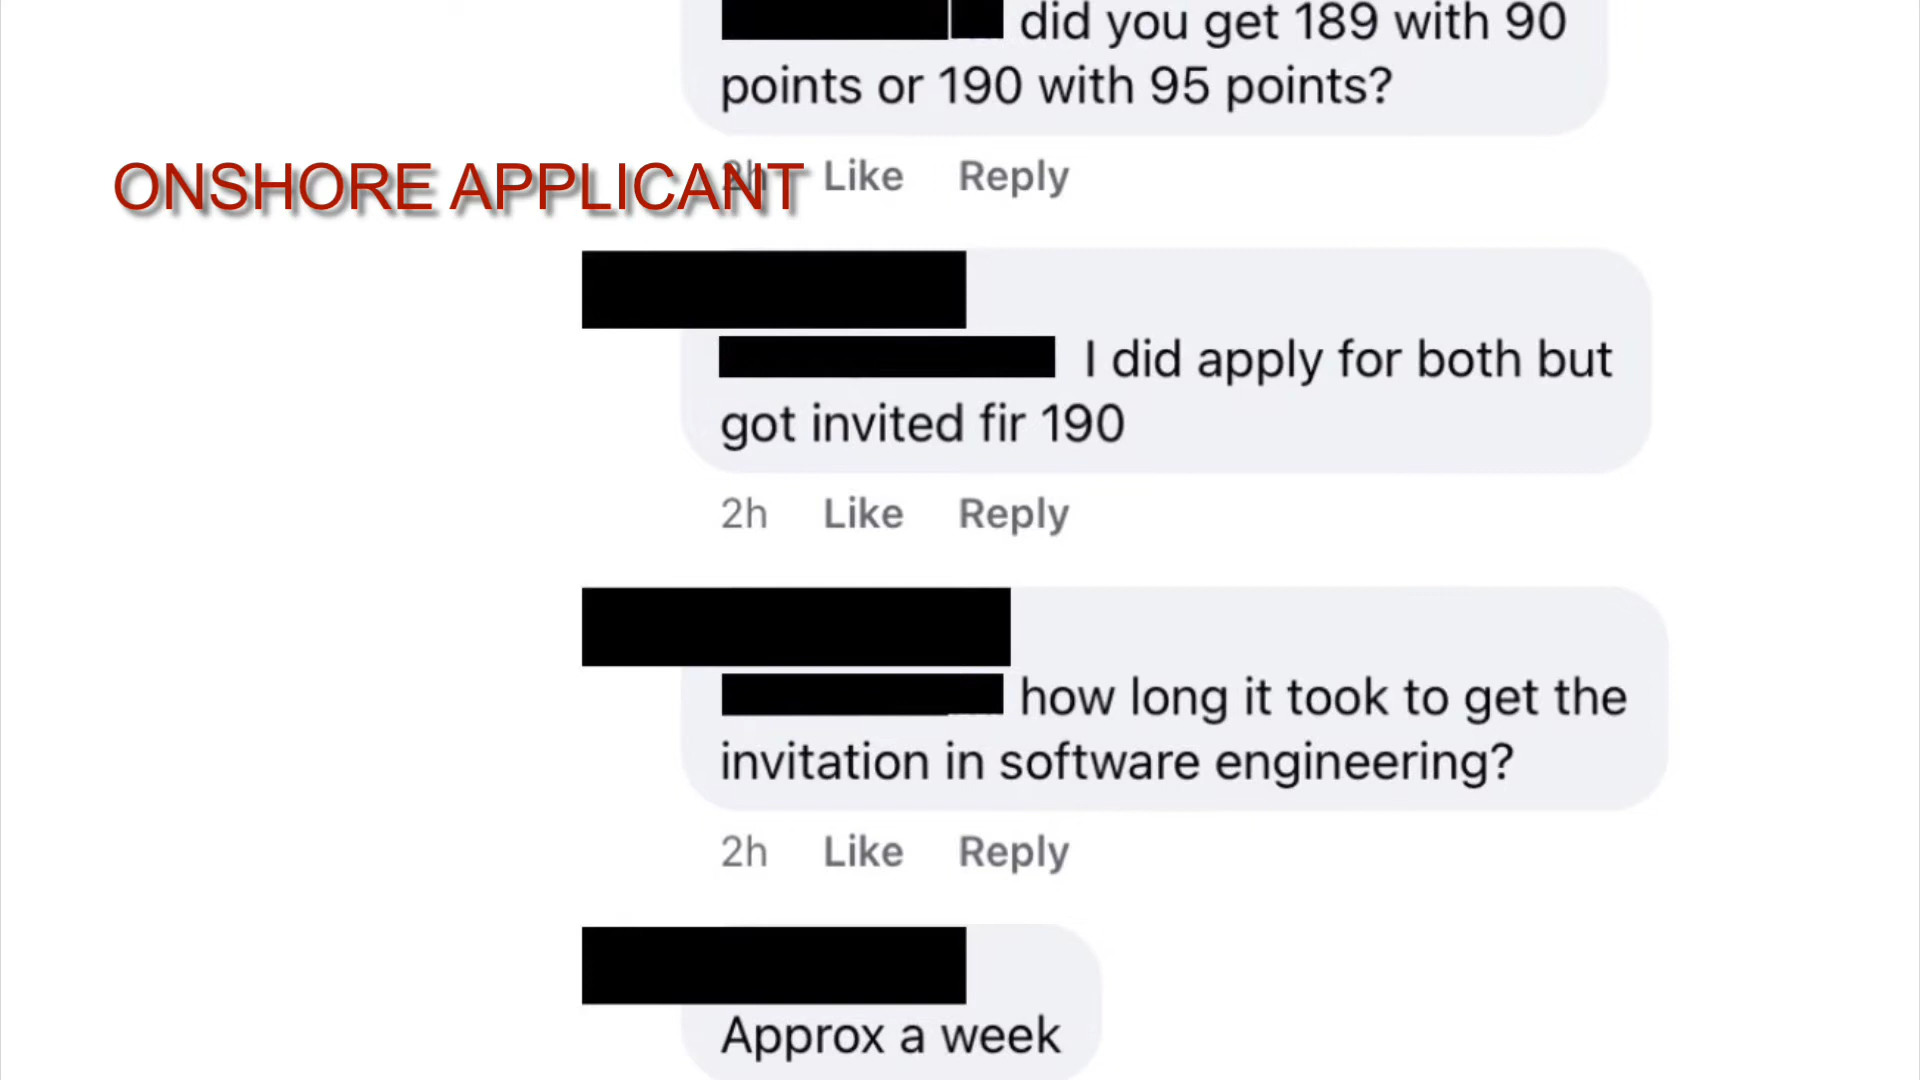 did you get 189 with 90
points or 190 with 95 points?
ONSHORE APPLICANT
2h Like Reply
I did apply for both but
got invited fir 190
2h Like Reply
how long it took to get the
invitation in software engineering?
2h Like Reply
Approx a week